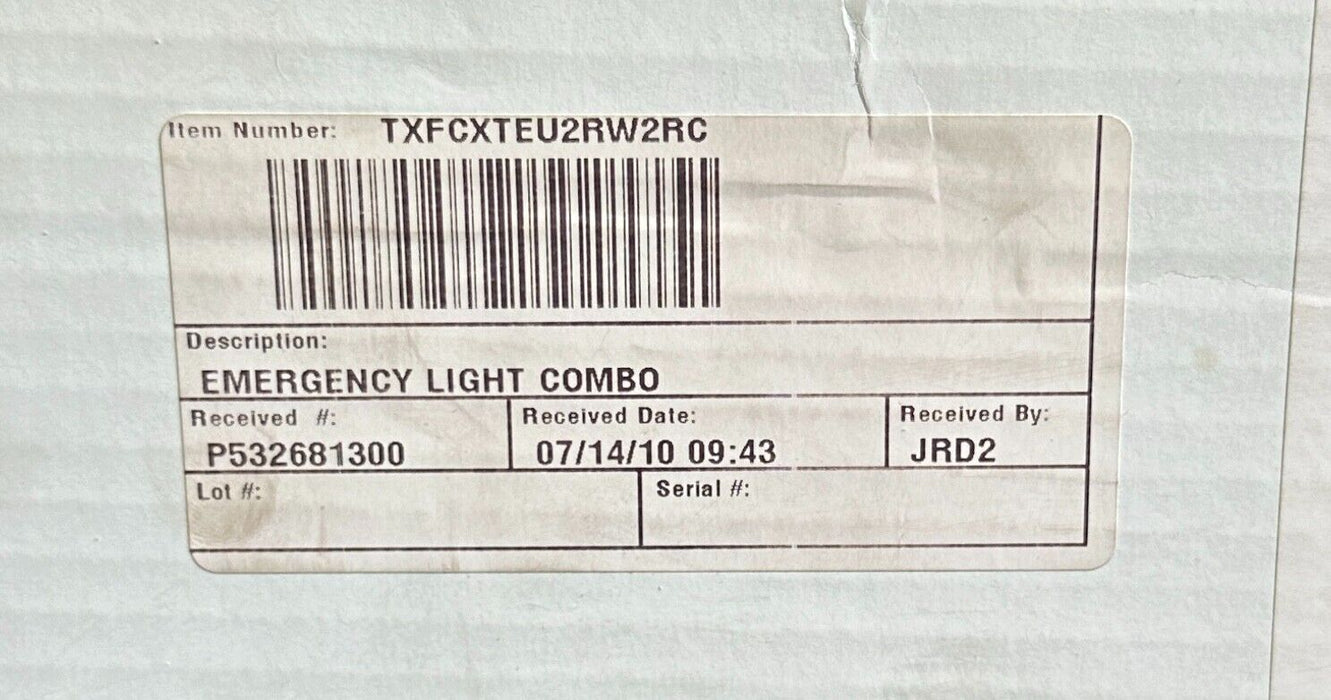 Item Number: TXFCXTEU2RW2RC
Description:
EMERGENCY LIGHT COMBO
Received #: Received Date: Received By:
P532681300 07/14/10 09:43 JRD2
Lot #: Serial #: